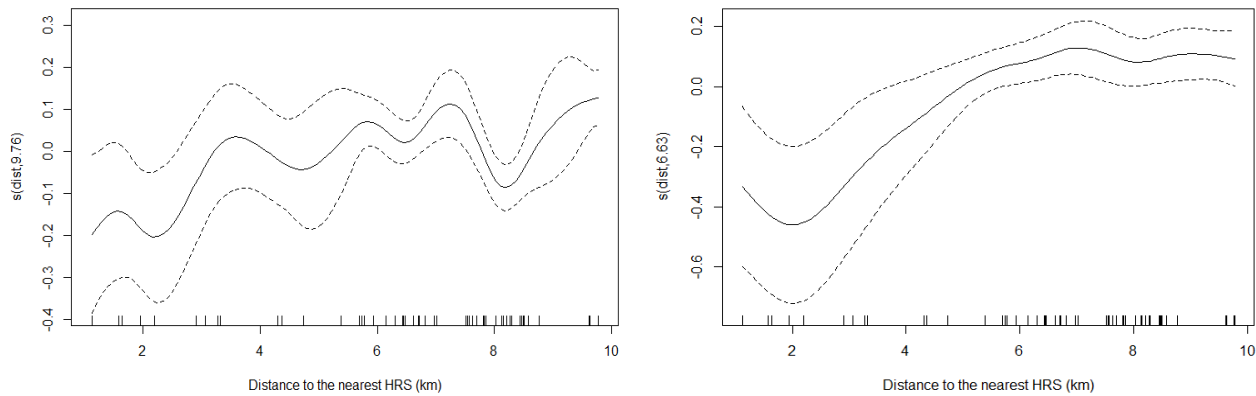 0.3
0.2
0.1
0.0
-0.1
-0.2
-0.3
-0.4
s(dist,9.76)
2 4 6 8 10
Distance to the nearest HRS (km)
0.2
0.0
-0.2
-0.4
-0.6
s(dist,6.63)
2 4 6 8 10
Distance to the nearest HRS (km)